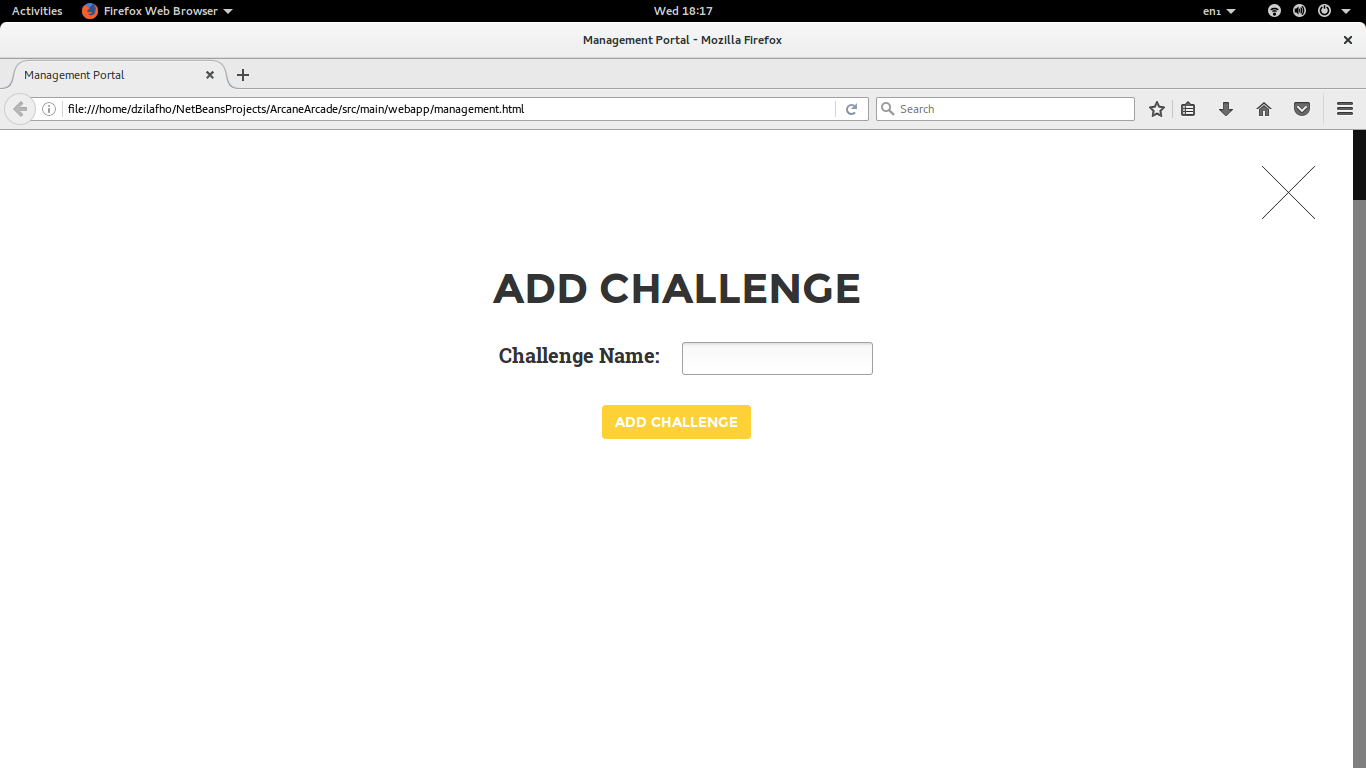 Activities Firefox Web Browser Wed 18:17 en₁
Management Portal - Mozilla Firefox
Management Portal
file:///home/dzilafho/NetBeansProjects/ArcaneArcade/src/main/webapp/management.html Search
ADD CHALLENGE
Challenge Name:
ADD CHALLENGE